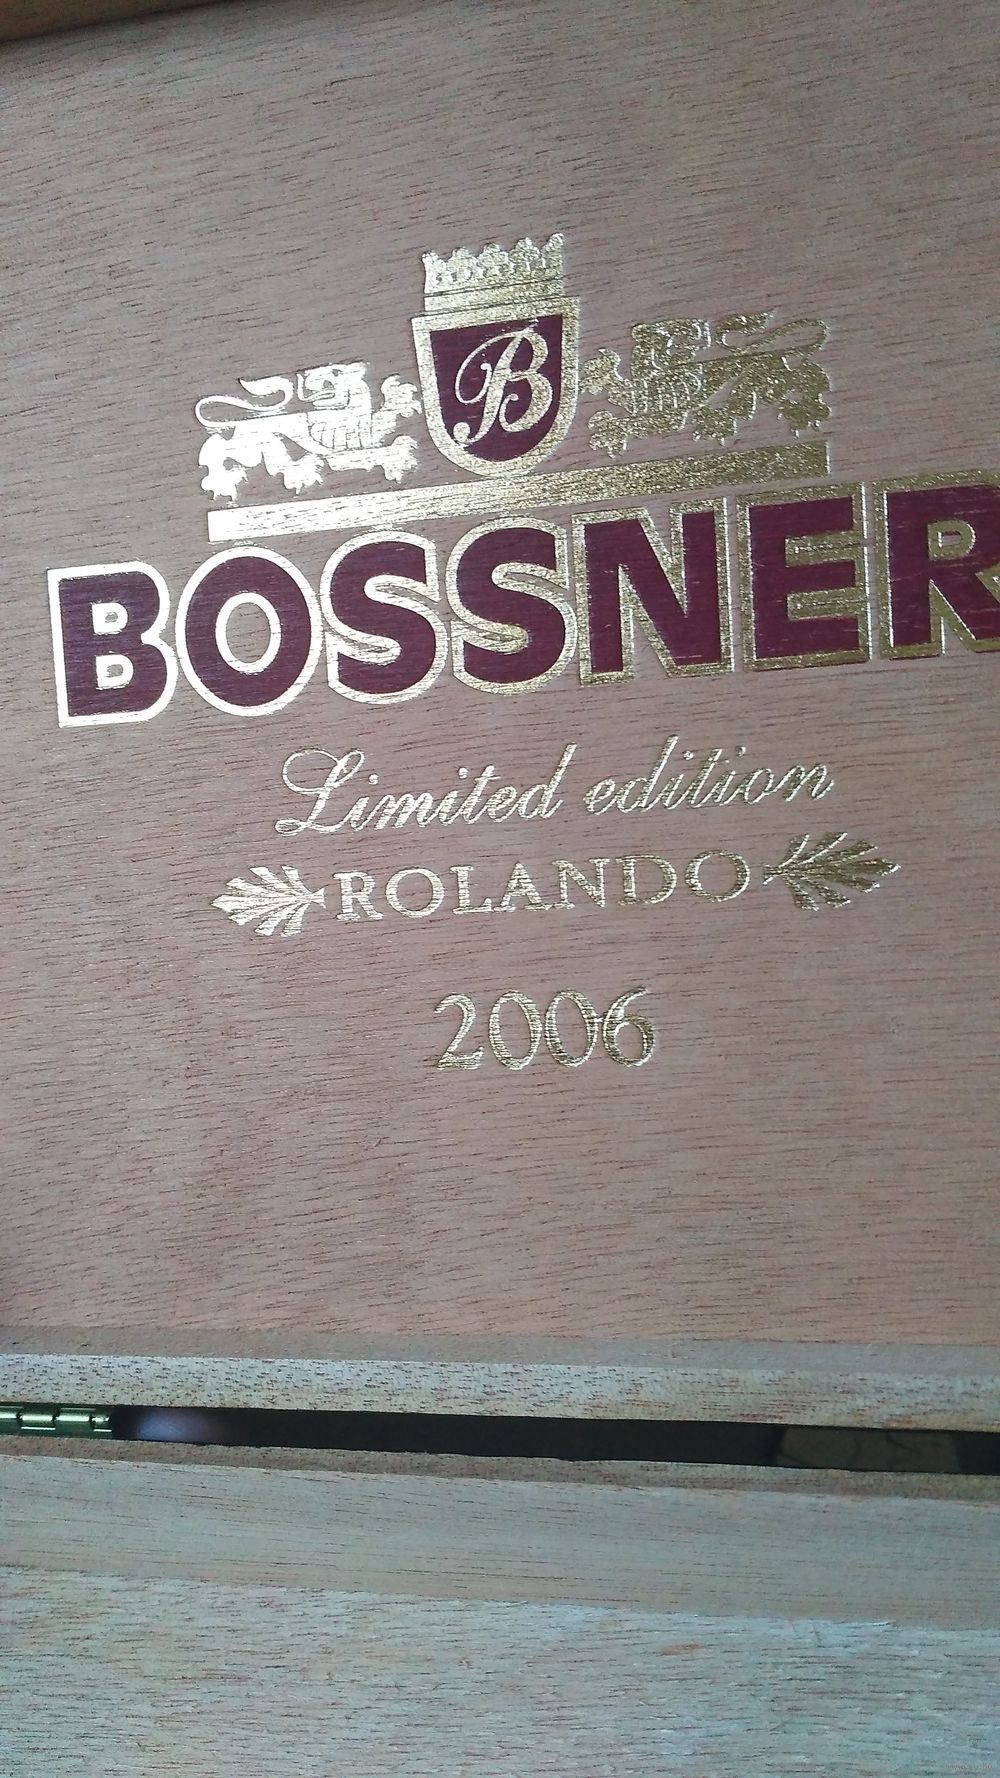 B
BOSSNER
Limited edition
ROLANDO
2006